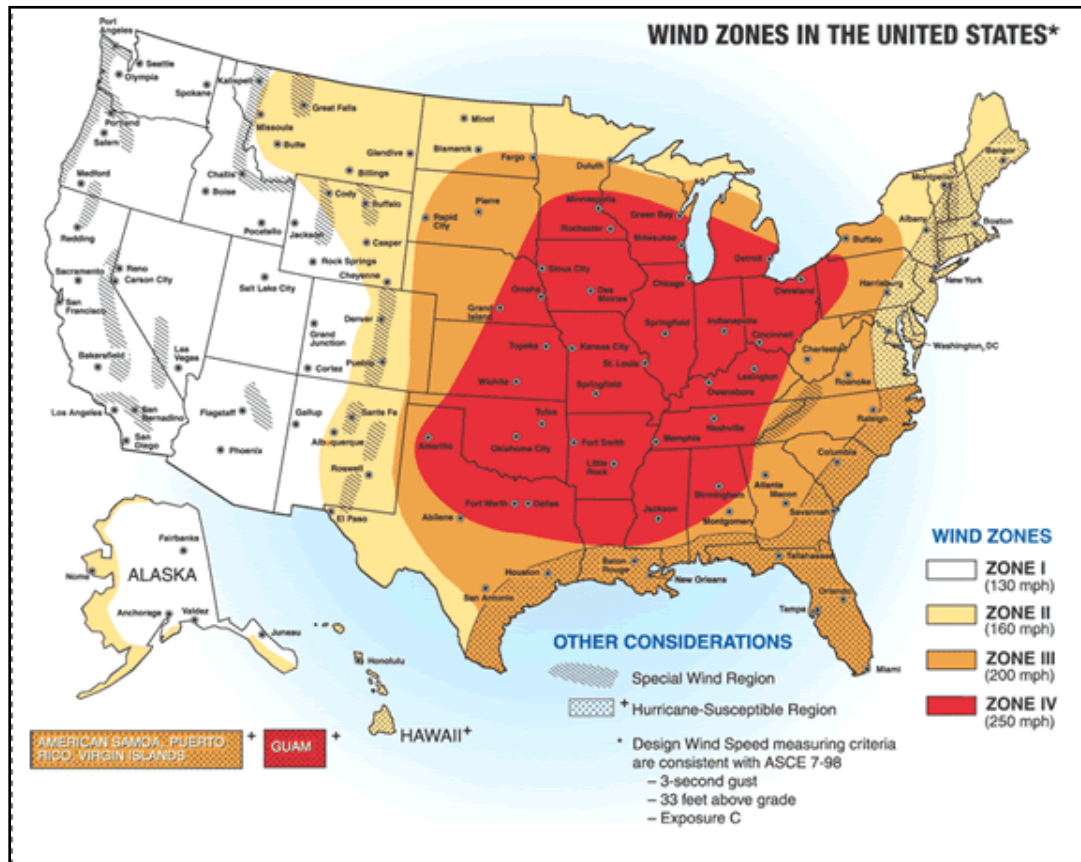 WIND ZONES IN THE UNITED STATES*
Port
Angeles
Seattle
Olympia
Spokane
Portland
Salem
Medford
Redding
Sacramento
San
Francisco
Reno
Carson City
Bakersfield
Las
Vegas
Los Angeles
San
Bernadino
San
Diego
Kalispell
Great Falls
Missoula
Butte
Glendive
Billings
Challis
Boise
Pocatello
Cody
Buffalo
Jackson
Casper
Rock Springs
Cheyenne
Salt Lake City
Grand
Junction
Cortez
Denver
Pueblo
Flagstaff
Phoenix
Gallup
Sante Fe
Albuquerque
Roswell
El Paso
Minot
Bismarck
Fargo
Pierre
Rapid
City
Duluth
Minneapolis
Rochester
Green Bay
Milwaukee
Sioux City
Omaha
Des
Moines
Grand
Island
Chicago
Detroit
Cleveland
Topeka
Kansas City
Springfield
Indianapolis
Cincinnati
St. Louis
Wichita
Springfield
Lexington
Owensboro
Tulsa
Amarillo
Oklahoma City
Fort Smith
Memphis
Nashville
Little
Rock
Fort Worth
Dallas
Abilene
Jackson
Birmingham
Montgomery
Atlanta
Macon
Savannah
Columbia
Raleigh
Charleston
Roanoke
Harrisburg
Buffalo
Albany
Montpelier
Bangor
Boston
New York
Washington, DC
Houston
San Antonio
Baton
Rouge
New Orleans
Tallahassee
Orlando
Tampa
Miami
Fairbanks
Nome
ALASKA
Anchorage
Valdez
Juneau
Honolulu
HAWAII+
AMERICAN SAMOA, PUERTO
RICO, VIRGIN ISLANDS
+
GUAM
+
OTHER CONSIDERATIONS
Special Wind Region
+ Hurricane-Susceptible Region
* Design Wind Speed measuring criteria
are consistent with ASCE 7-98
– 3-second gust
– 33 feet above grade
– Exposure C
WIND ZONES
ZONE I
(130 mph)
ZONE II
(160 mph)
ZONE III
(200 mph)
ZONE IV
(250 mph)